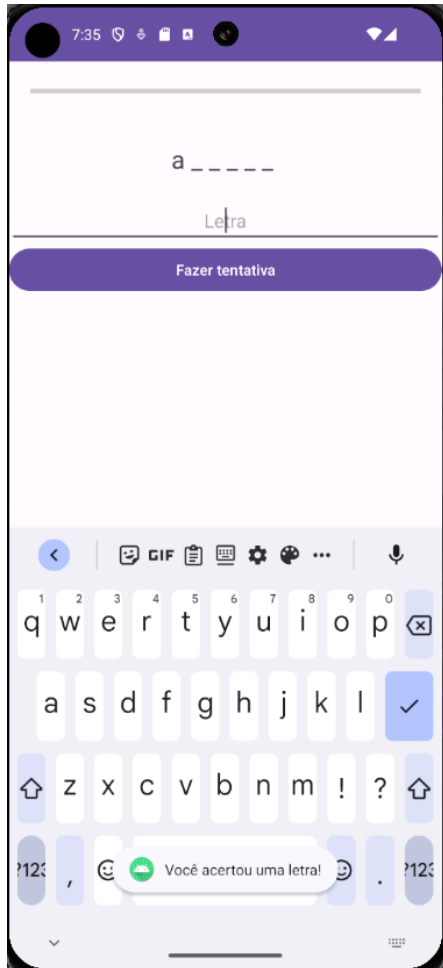 7:35
a _ _ _ _ _
Letra
Fazer tentativa
GIF
1 2 3 4 5 6 7 8 9 0
q w e r t y u i o p
a s d f g h j k l
z x c v b n m ! ?
?123 , . ?123
Você acertou uma letra!